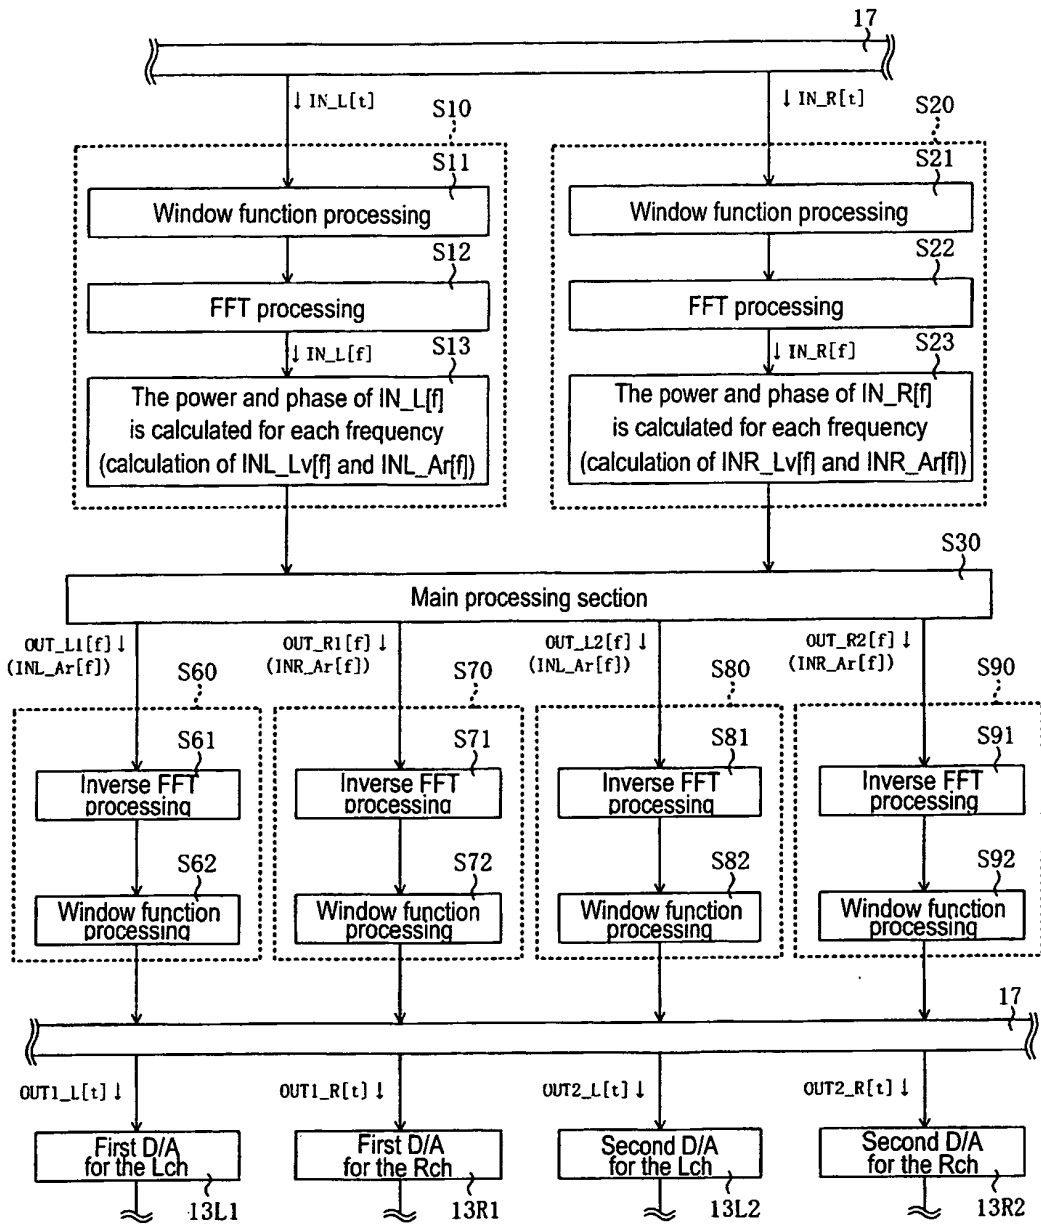 17
↓ IN_L[t]
↓ IN_R[t]
S10
S20
S11
S21
Window function processing
Window function processing
S12
S22
FFT processing
FFT processing
↓ IN_L[f]
S13
↓ IN_R[f]
S23
The power and phase of IN_L[f]
is calculated for each frequency
(calculation of INL_Lv[f] and INL_Ar[f])
The power and phase of IN_R[f]
is calculated for each frequency
(calculation of INR_Lv[f] and INR_Ar[f])
S30
Main processing section
OUT_L1[f] ↓
(INL_Ar[f])
OUT_R1[f] ↓
(INR_Ar[f])
OUT_L2[f] ↓
(INL_Ar[f])
OUT_R2[f] ↓
(INR_Ar[f])
S60
S70
S80
S90
S61
S71
S81
S91
Inverse FFT
processing
Inverse FFT
processing
Inverse FFT
processing
Inverse FFT
processing
S62
S72
S82
S92
Window function
processing
Window function
processing
Window function
processing
Window function
processing
17
OUT1_L[t] ↓
OUT1_R[t] ↓
OUT2_L[t] ↓
OUT2_R[t] ↓
First D/A
for the Lch
First D/A
for the Rch
Second D/A
for the Lch
Second D/A
for the Rch
13L1
13R1
13L2
13R2